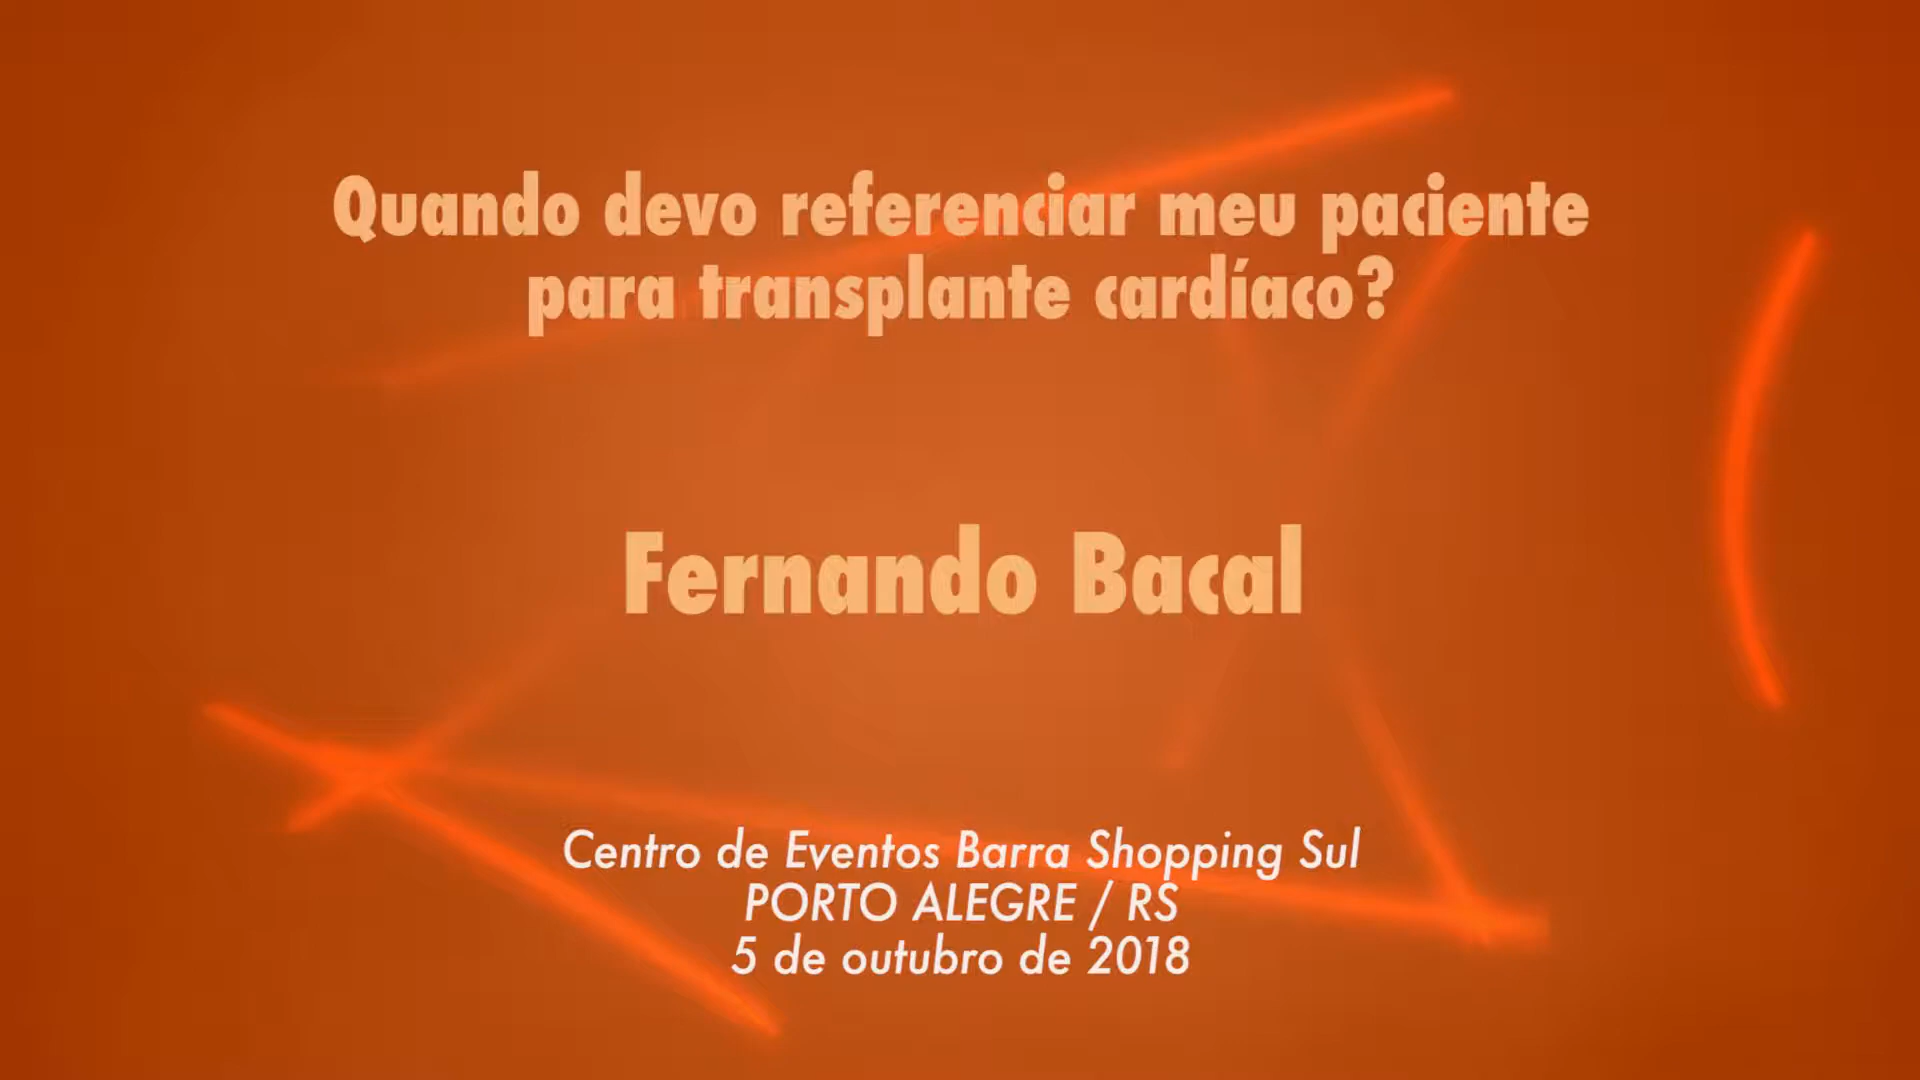 Quando devo referenciar meu paciente
para transplante cardíaco?
Fernando Bacal
Centro de Eventos Barra Shopping Sul
PORTO ALEGRE / RS
5 de outubro de 2018